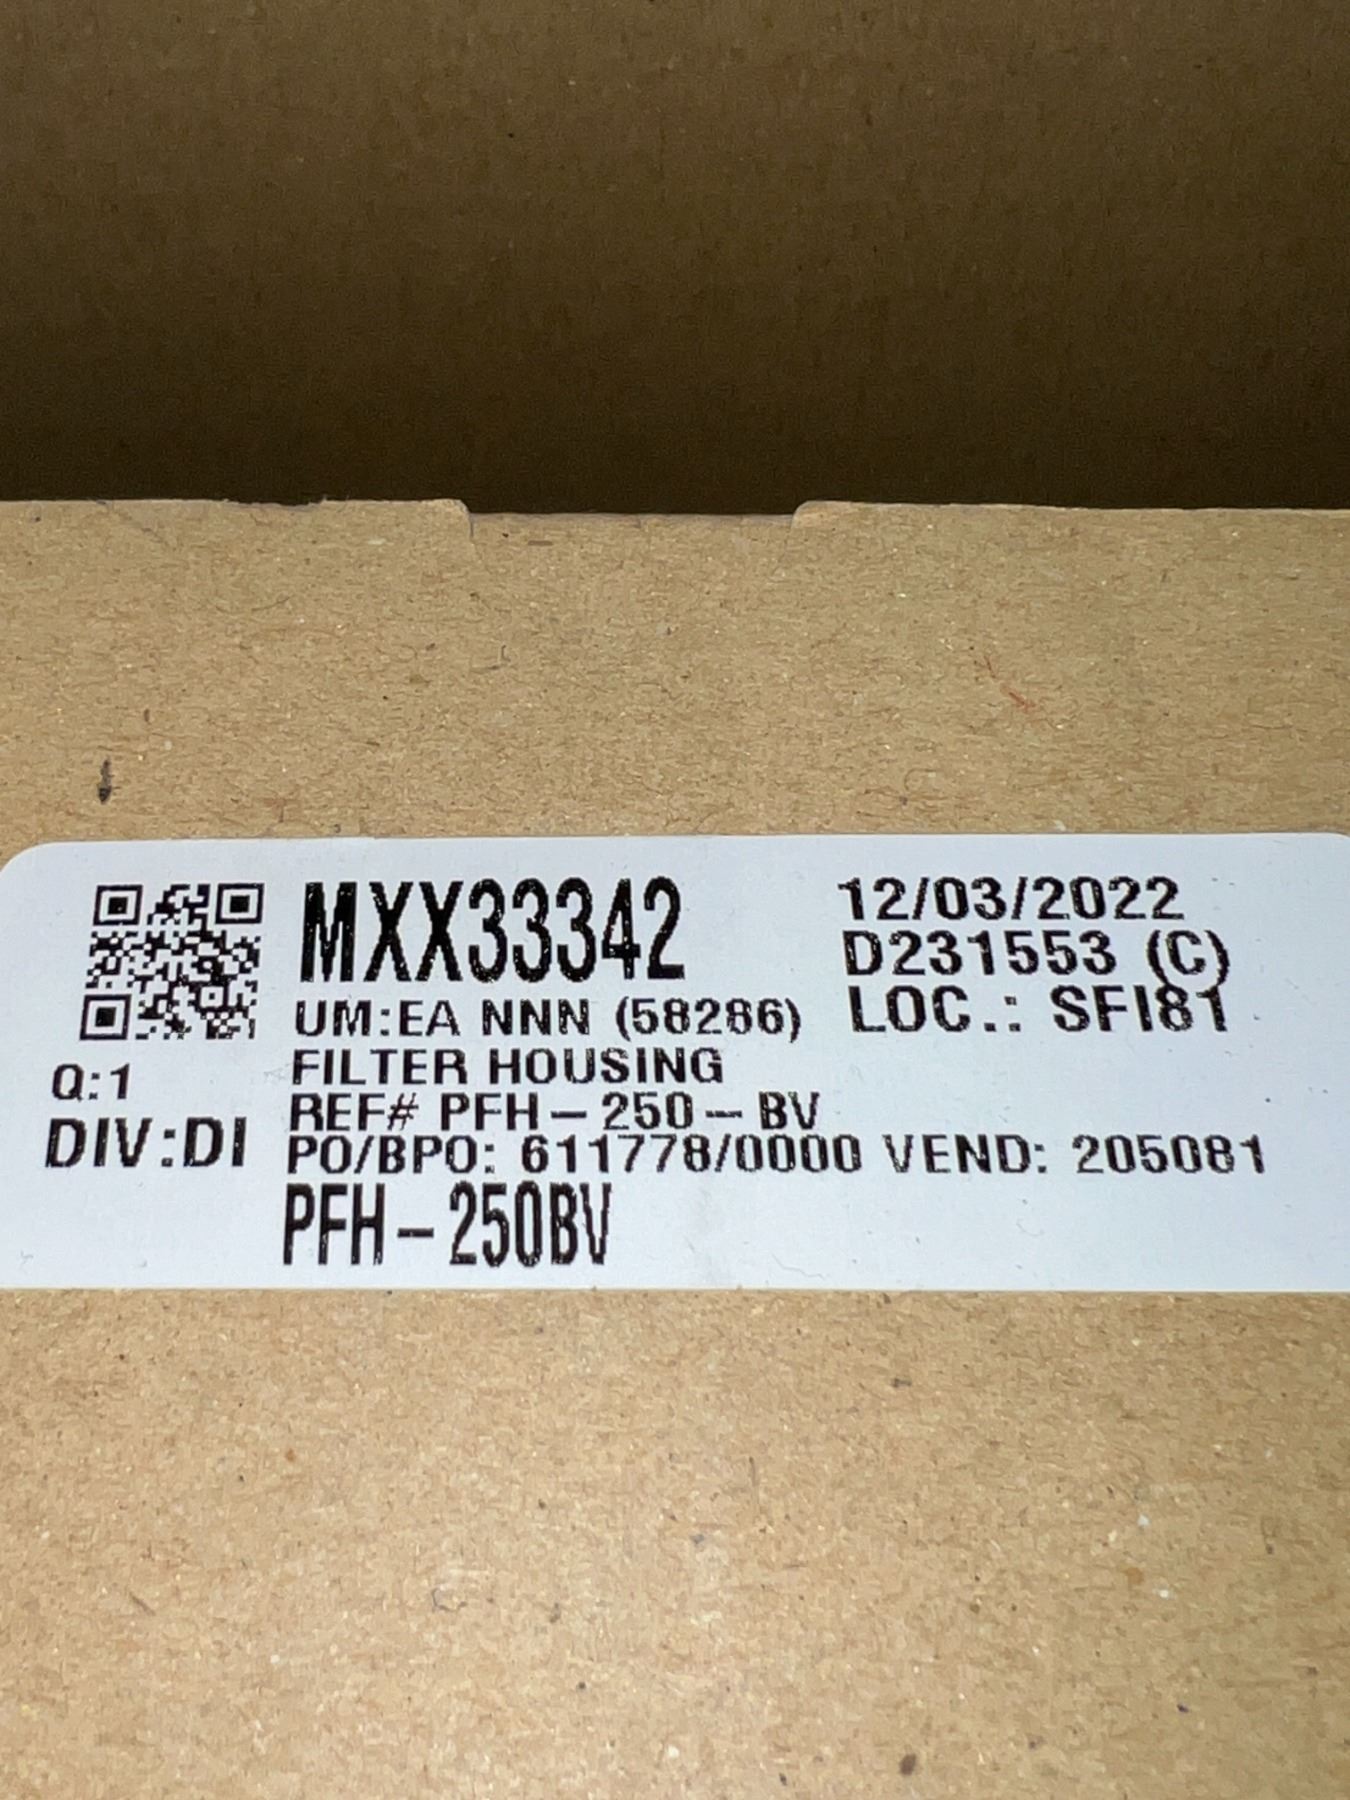 MXX33342
UM:EA NNN (58286)
FILTER HOUSING
REF# PFH-250-BV
PO/BPO: 611778/0000 VEND: 205081
PFH-250BV
12/03/2022
D231553 (C)
LOC.: SFI81
Q:1
DIV:DI